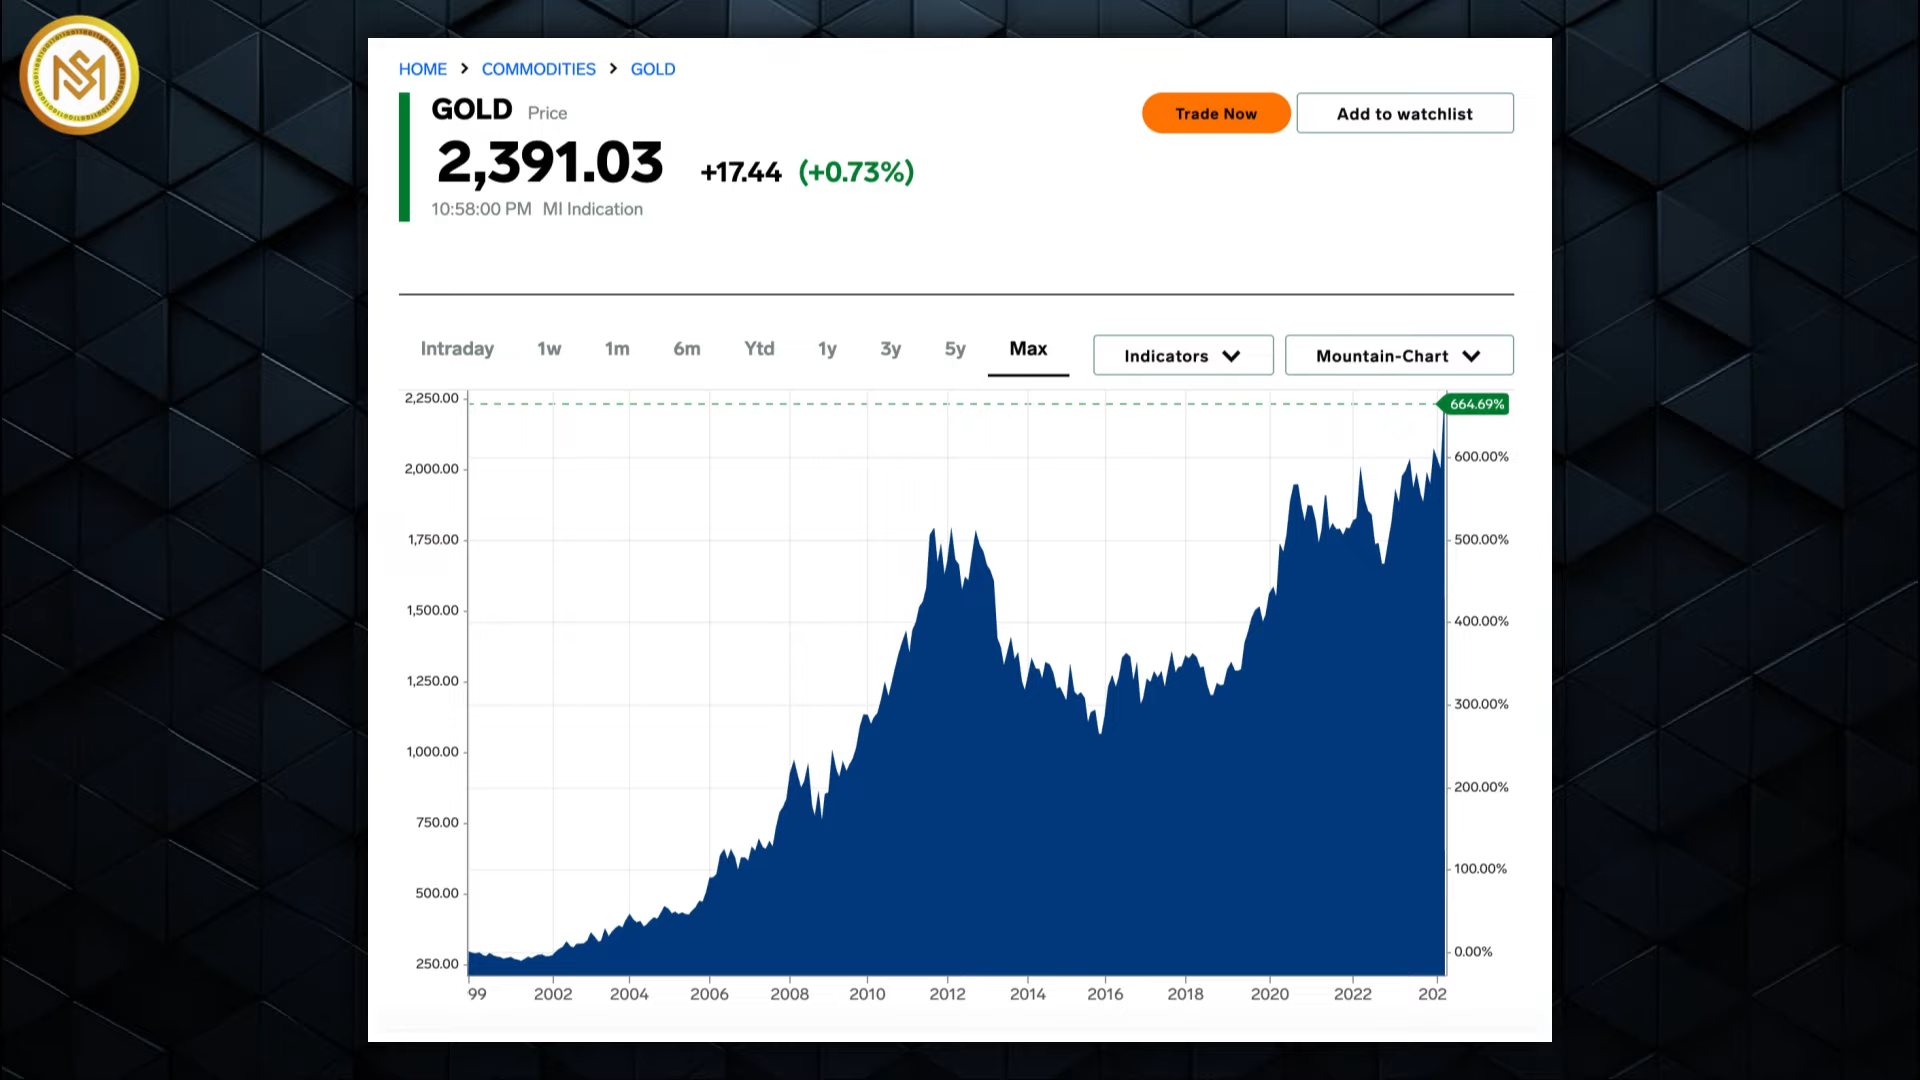 HOME > COMMODITIES > GOLD
GOLD Price
2,391.03 +17.44 (+0.73%)
10:58:00 PM MI Indication
Trade Now
Add to watchlist
Intraday 1w 1m 6m Ytd 1y 3y 5y Max
Indicators
Mountain-Chart
2,250.00
2,000.00
1,750.00
1,500.00
1,250.00
1,000.00
750.00
500.00
250.00
664.69%
600.00%
500.00%
400.00%
300.00%
200.00%
100.00%
0.00%
99 2002 2004 2006 2008 2010 2012 2014 2016 2018 2020 2022 202